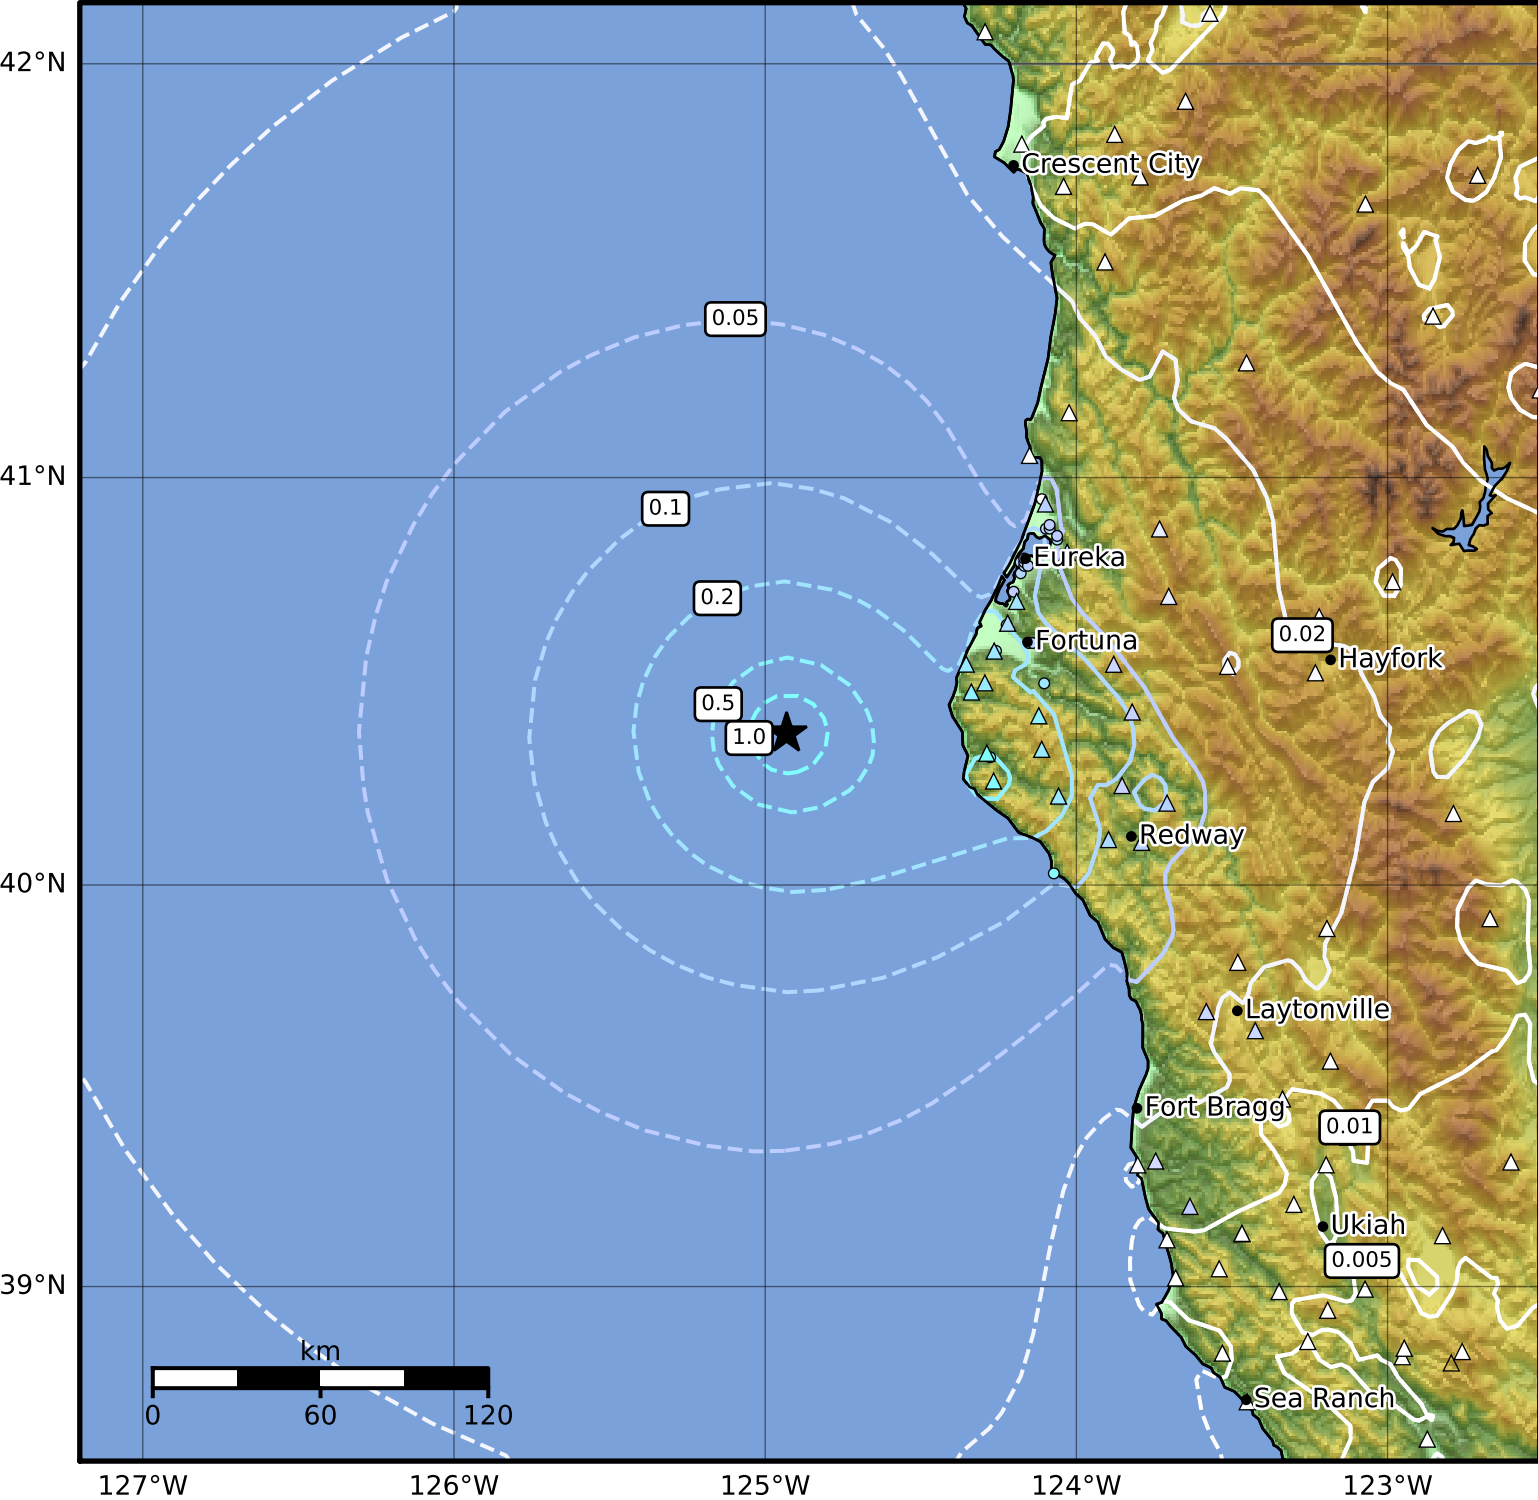 42°N
Crescent City
0.05
41°N
0.1
Eureka
0.2
Fortuna
0.02
Hayfork
0.5
1.0
Redway
40°N
Laytonville
Fort Bragg
0.01
Ukiah
0.005
39°N
km
0 60 120
Sea Ranch
127°W 126°W 125°W 124°W 123°W